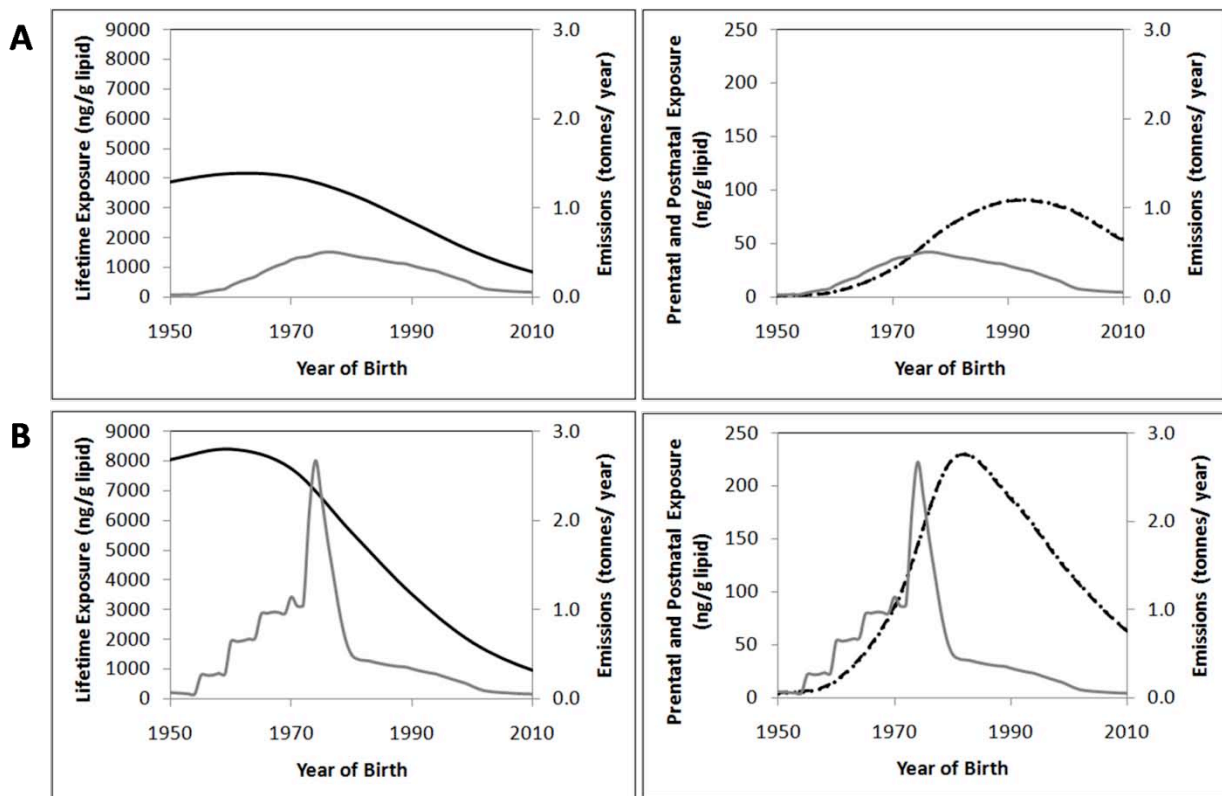 A
Lifetime Exposure (ng/g lipid)
9000
8000
7000
6000
5000
4000
3000
2000
1000
0
3.0
2.0
1.0
0.0
Emissions (tonnes/ year)
1950 1970 1990 2010
Year of Birth
Prentatl and Postnatal Exposure
(ng/g lipid)
250
200
150
100
50
0
3.0
2.0
1.0
0.0
Emissions (tonnes/ year)
1950 1970 1990 2010
Year of Birth
B
Lifetime Exposure (ng/g lipid)
9000
8000
7000
6000
5000
4000
3000
2000
1000
0
3.0
2.0
1.0
0.0
Emissions (tonnes/ year)
1950 1970 1990 2010
Year of Birth
Prentatl and Postnatal Exposure
(ng/g lipid)
250
200
150
100
50
0
3.0
2.0
1.0
0.0
Emissions (tonnes/ year)
1950 1970 1990 2010
Year of Birth